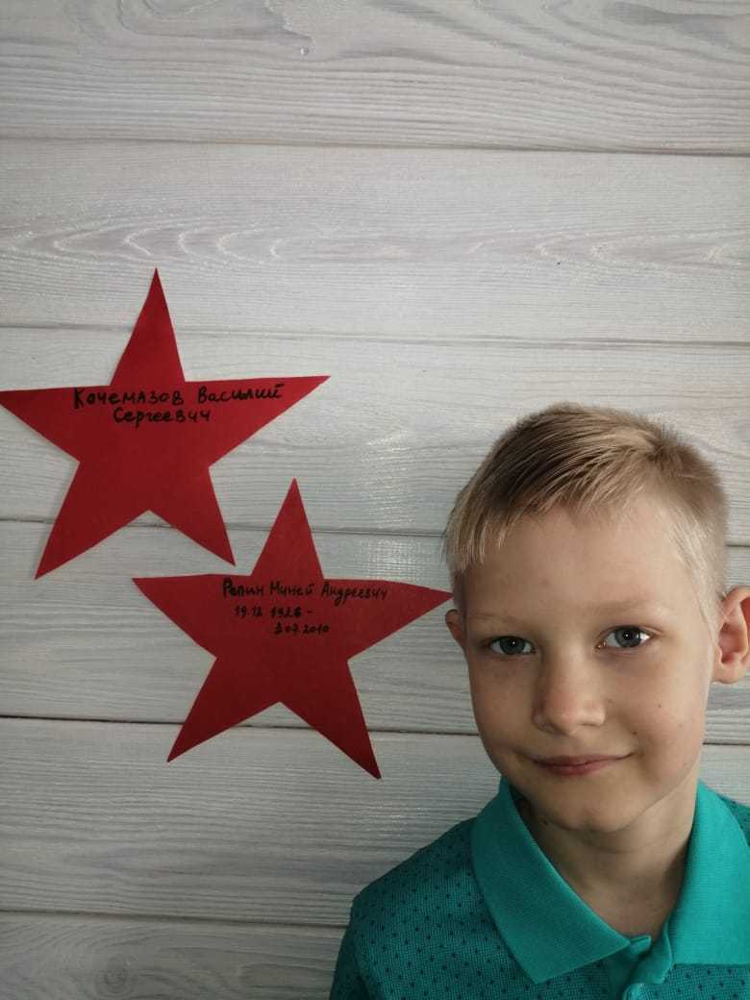 Кочемазов Василий
Сергеевич
Репин Миней Андреевич
19.12.1926-
3.07.2010